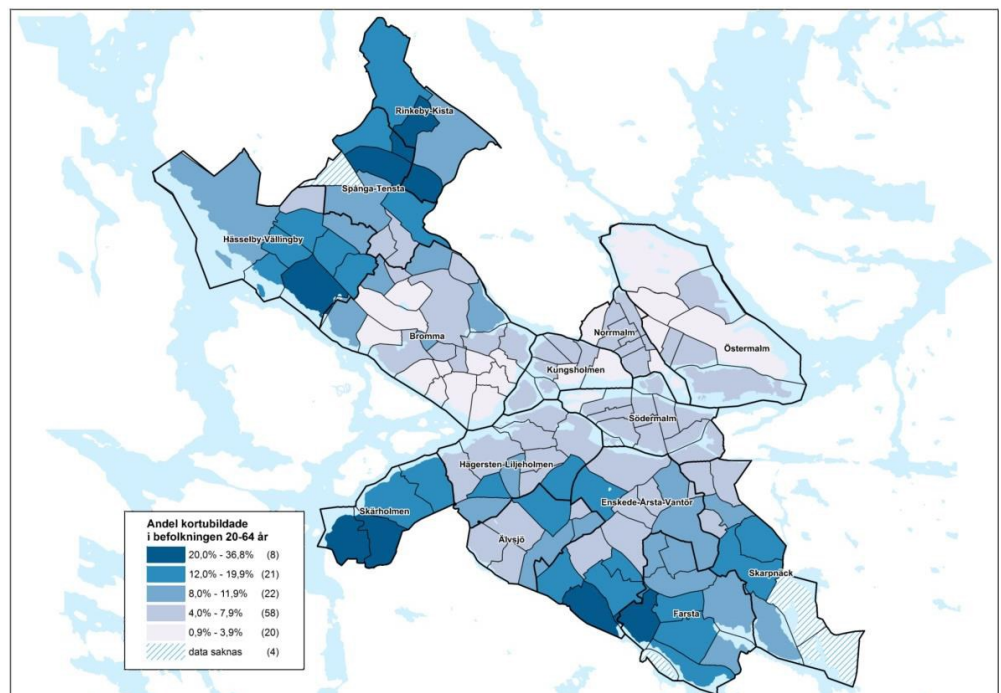 Rinkeby-Kista
Spånga-Tensta
Hässelby-Vällingby
Bromma
Norrmalm
Östermalm
Kungsholmen
Södermalm
Hägersten-Liljeholmen
Enskede-Årsta-Vantör
Skärholmen
Älvsjö
Skarpnäck
Farsta
Andel kortubildade
i befolkningen 20-64 år
20,0% - 36,8% (8)
12,0% - 19,9% (21)
8,0% - 11,9% (22)
4,0% - 7,9% (58)
0,9% - 3,9% (20)
data saknas (4)